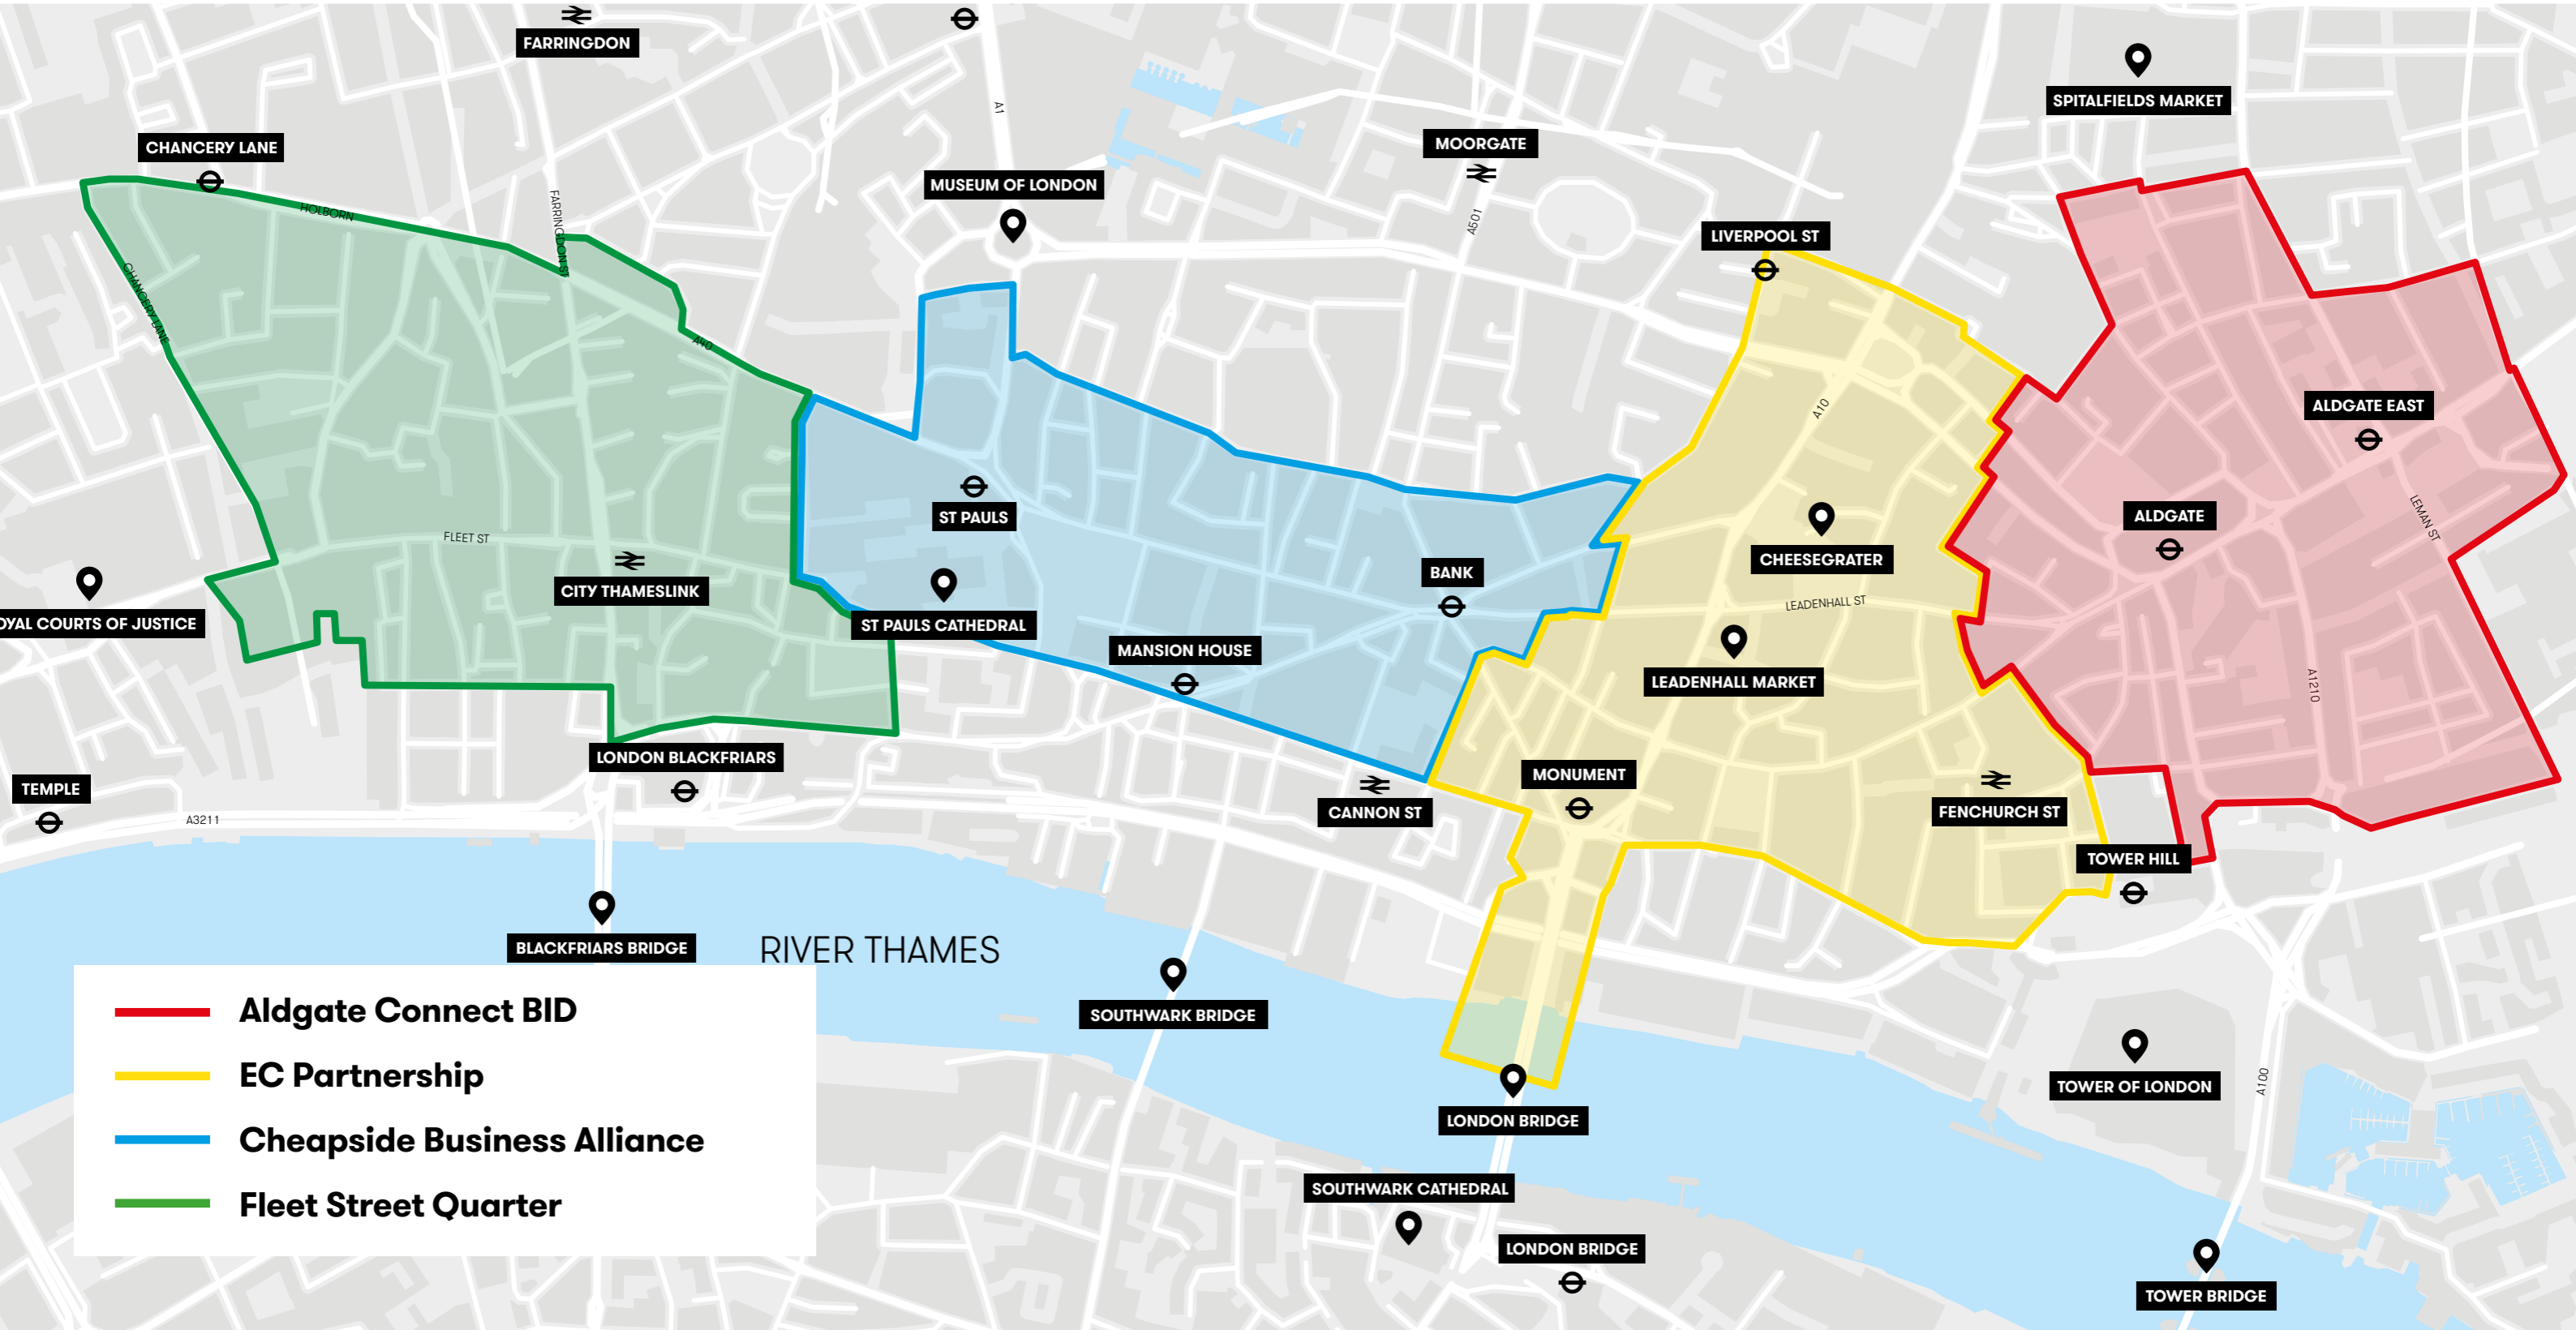 FARRINGDON
SPITALFIELDS MARKET
A1
CHANCERY LANE
MOORGATE
MUSEUM OF LONDON
HOLBORN
FARRINGDON ST
A501
LIVERPOOL ST
CHANCERY LANE
A40
A10
ALDGATE EAST
ST PAULS
ALDGATE
LEMAN ST
FLEET ST
CHEESEGRATER
BANK
CITY THAMESLINK
LEADENHALL ST
OYAL COURTS OF JUSTICE
ST PAULS CATHEDRAL
MANSION HOUSE
LEADENHALL MARKET
A1210
LONDON BLACKFRIARS
MONUMENT
TEMPLE
CANNON ST
FENCHURCH ST
A3211
TOWER HILL
BLACKFRIARS BRIDGE
RIVER THAMES
SOUTHWARK BRIDGE
TOWER OF LONDON
A100
LONDON BRIDGE
SOUTHWARK CATHEDRAL
LONDON BRIDGE
TOWER BRIDGE
Aldgate Connect BID
EC Partnership
Cheapside Business Alliance
Fleet Street Quarter